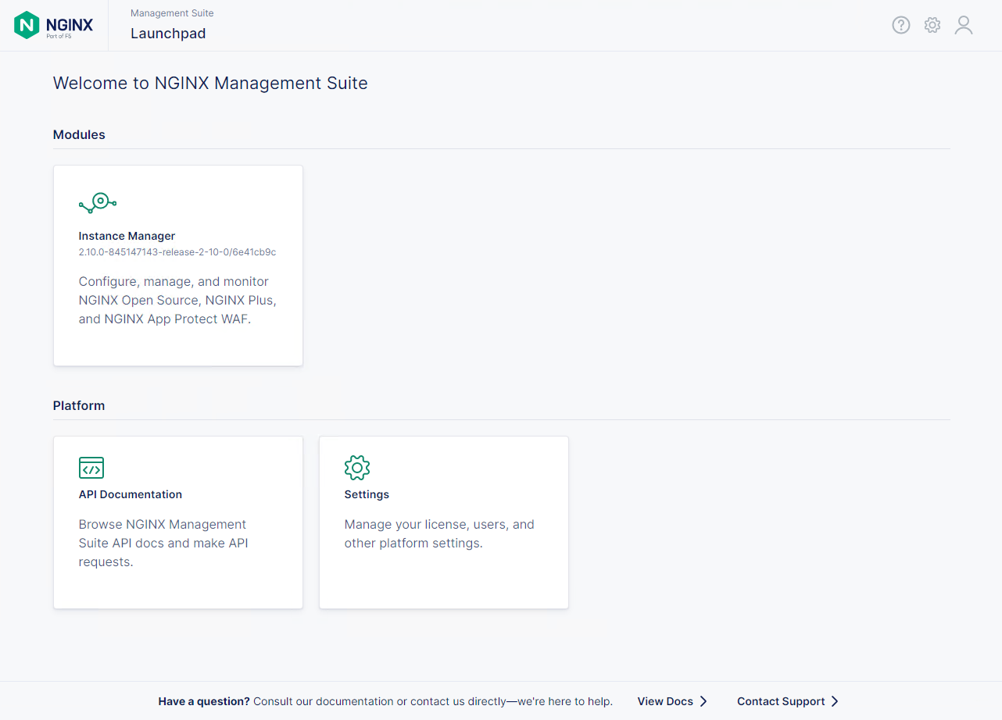 NGINX
Part of F5
Management Suite
Launchpad
Welcome to NGINX Management Suite
Modules
Instance Manager
2.10.0-845147143-release-2-10-0/6e41cb9c
Configure, manage, and monitor
NGINX Open Source, NGINX Plus,
and NGINX App Protect WAF.
Platform
API Documentation
Browse NGINX Management
Suite API docs and make API
requests.
Settings
Manage your license, users, and
other platform settings.
Have a question? Consult our documentation or contact us directly—we're here to help.
View Docs
Contact Support